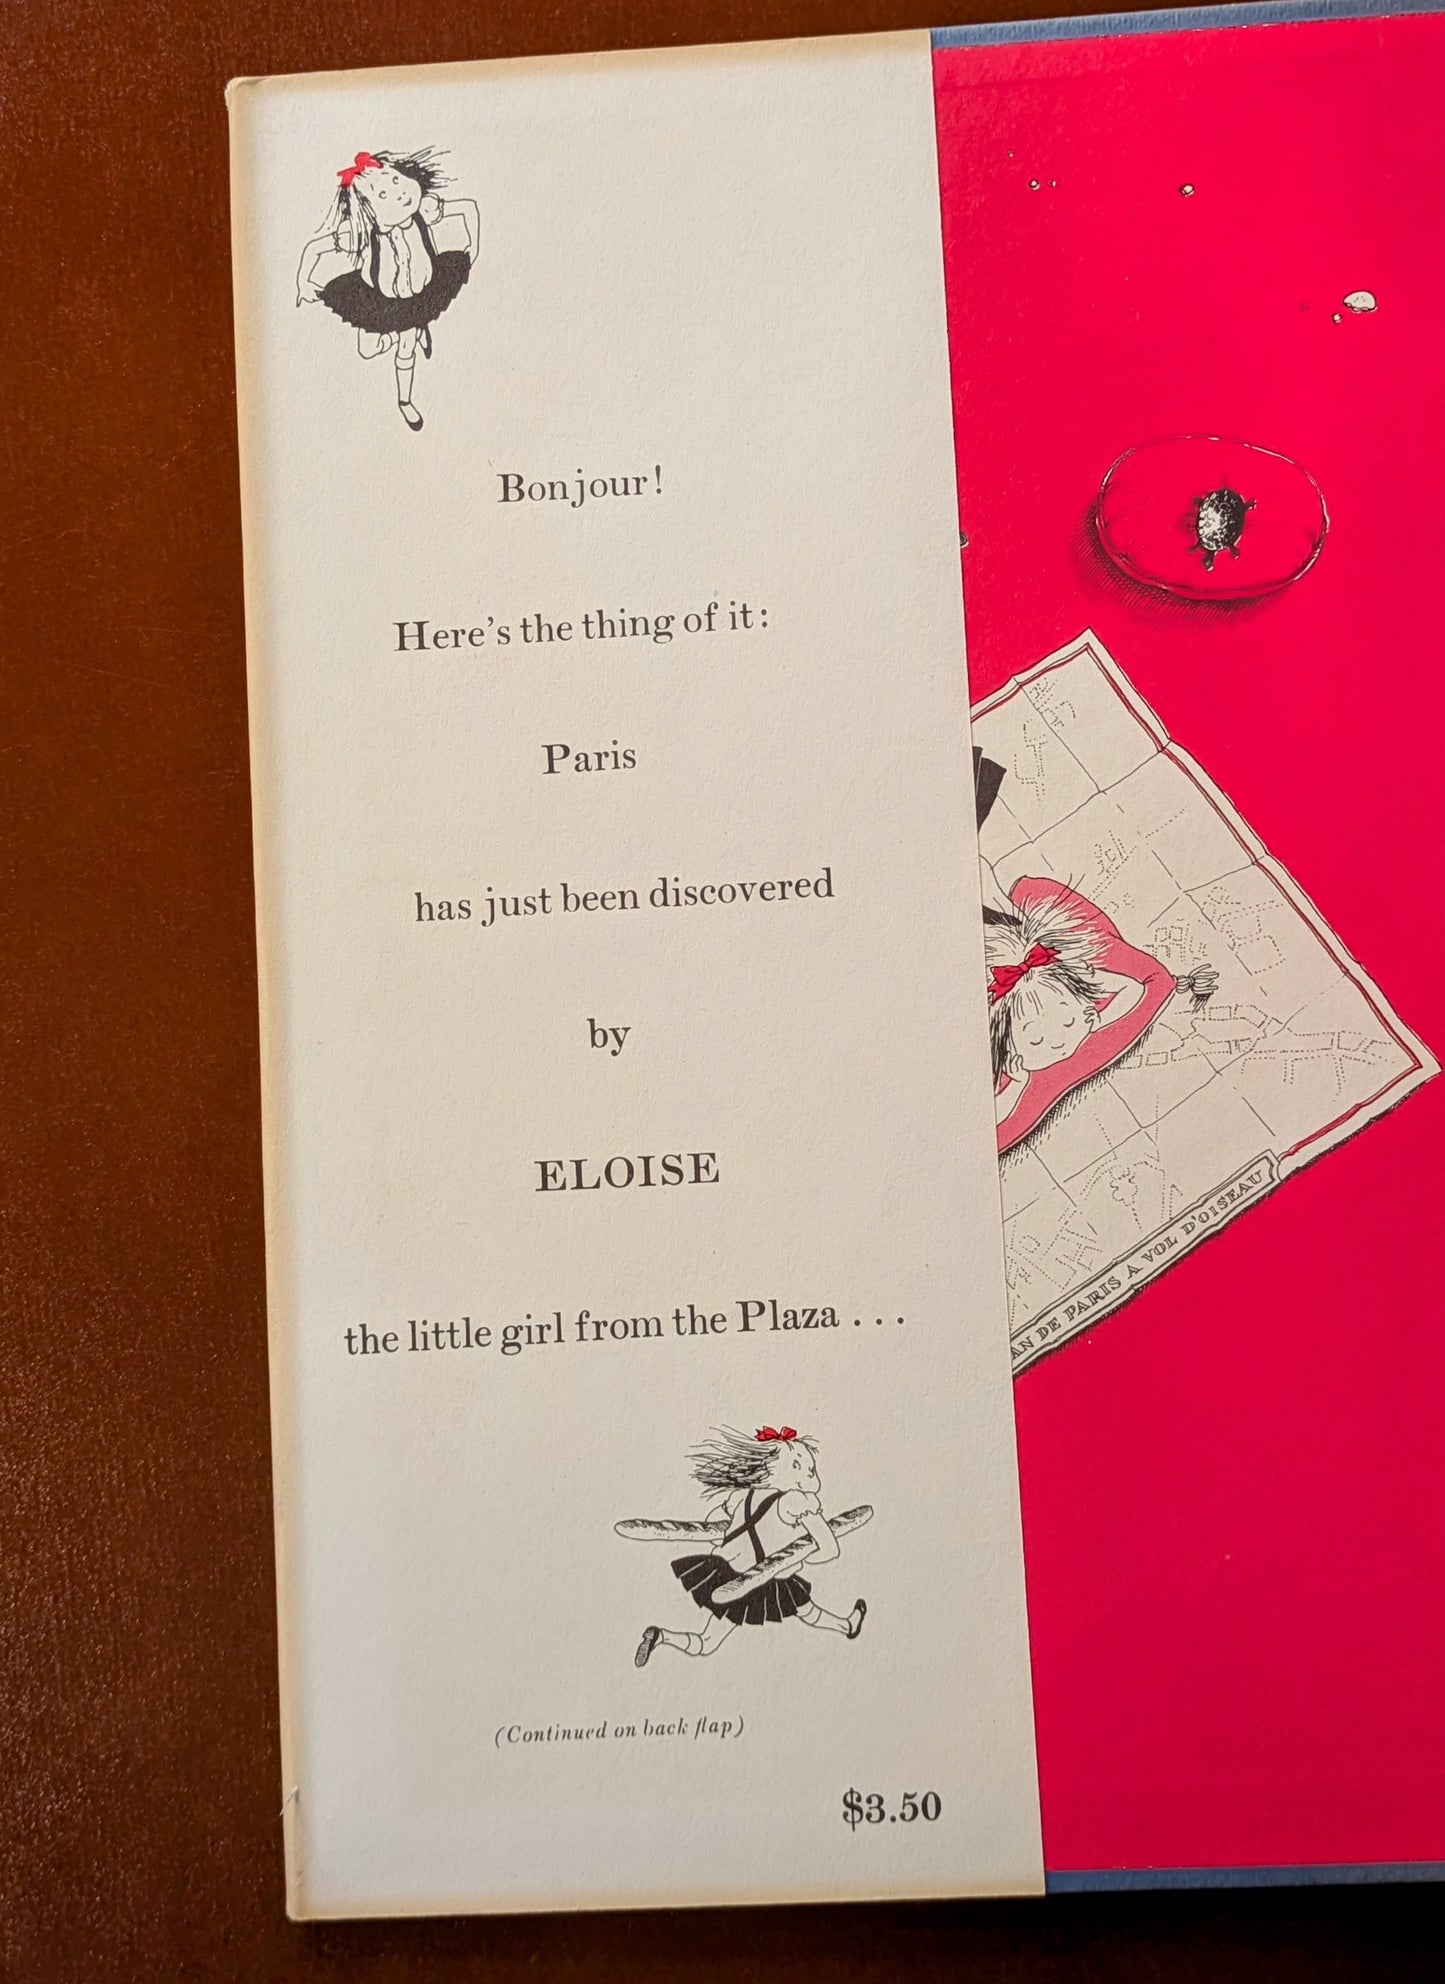 Bonjour!
Here's the thing of it:
Paris
has just been discovered
by
ELOISE
the little girl from the Plaza . . .
(Continued on back flap)
$3.50
AN DE PARIS A VOL D'OISEAU